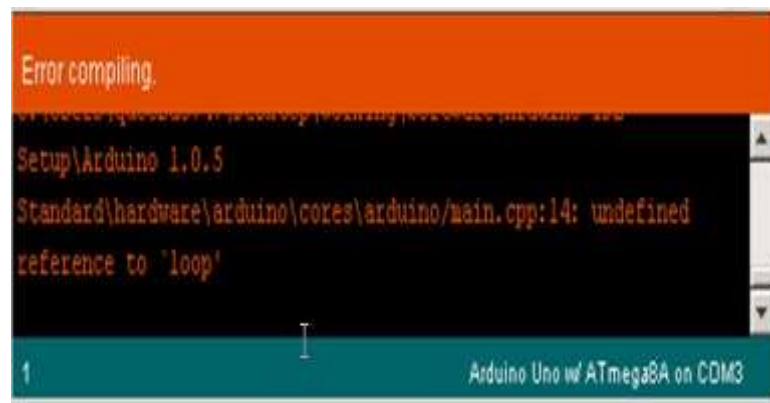 Error compiling.
Setup\Arduino 1.0.5
Standard\hardware\arduino\cores\arduino/main.cpp:14: undefined
reference to `loop'
1
Arduino Uno w/ ATmega8A on COM3